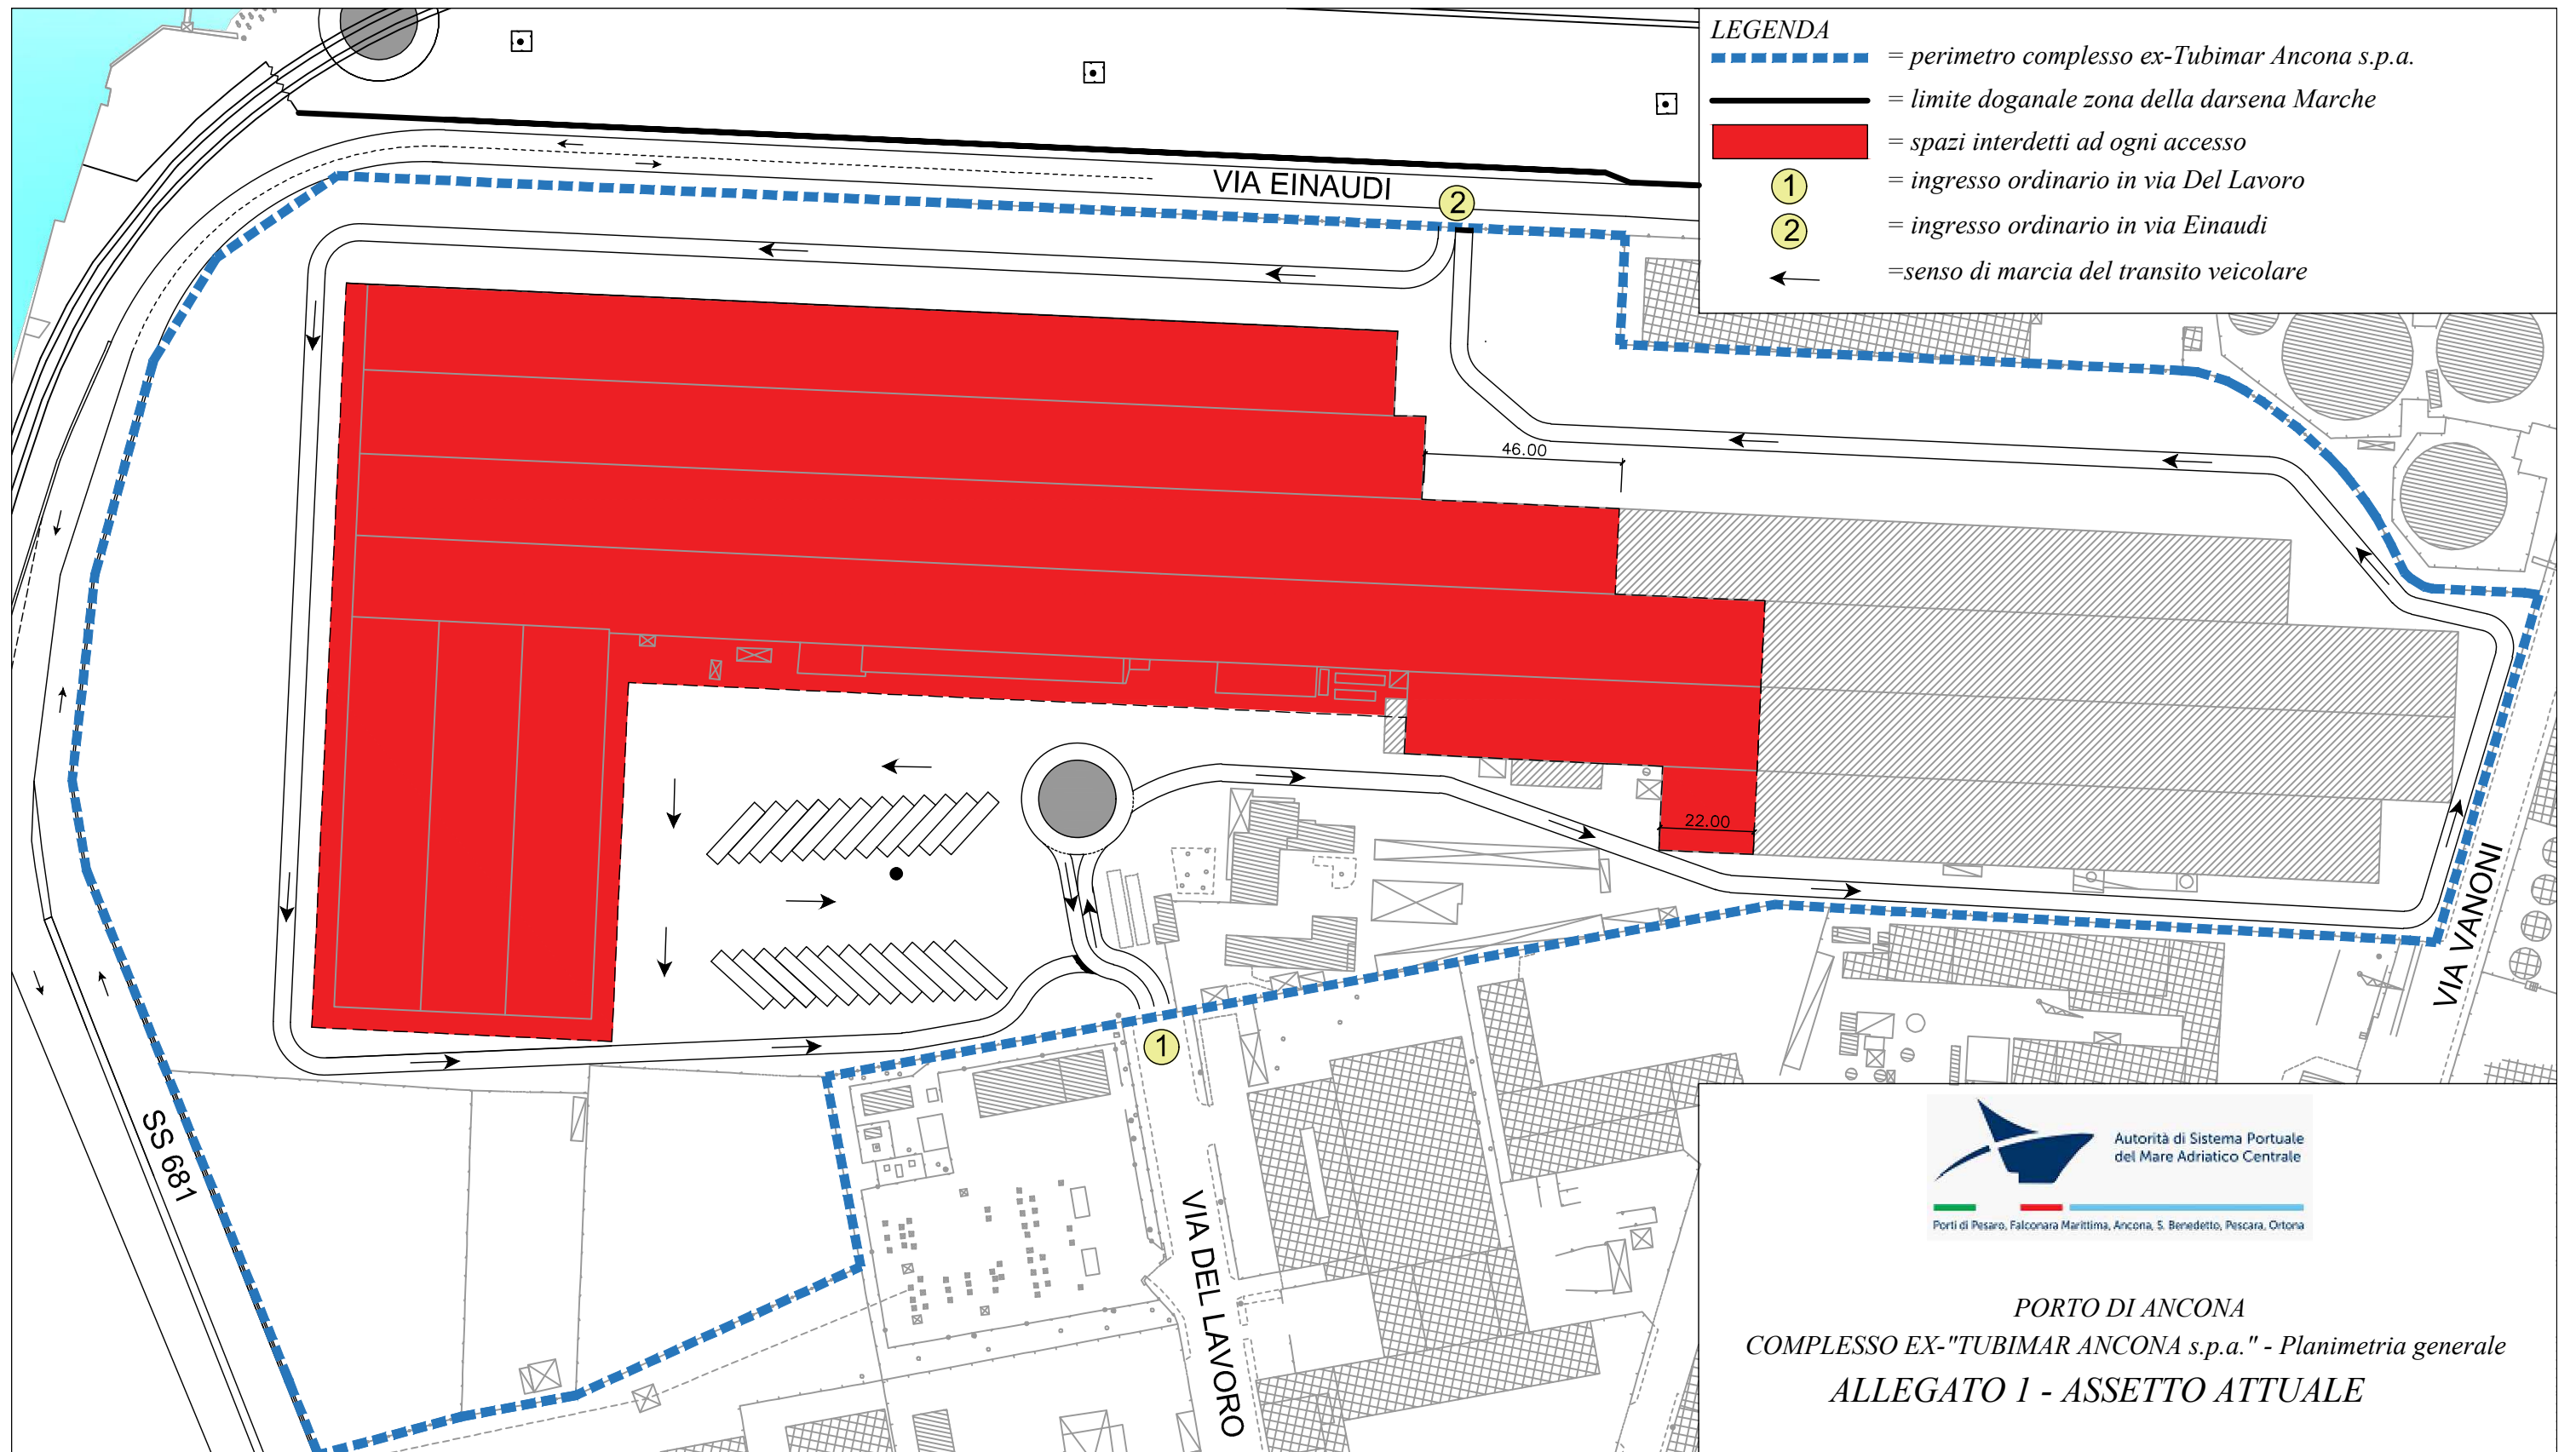 LEGENDA
= perimetro complesso ex-Tubimar Ancona s.p.a.
= limite doganale zona della darsena Marche
= spazi interdetti ad ogni accesso
1 = ingresso ordinario in via Del Lavoro
2 = ingresso ordinario in via Einaudi
=senso di marcia del transito veicolare
VIA EINAUDI
2
46.00
22.00
VIA VANONI
1
SS 681
VIA DEL LAVORO
Autorità di Sistema Portuale
del Mare Adriatico Centrale
Porti di Pesaro, Falconara Marittima, Ancona, S. Benedetto, Pescara, Ortona
PORTO DI ANCONA
COMPLESSO EX-"TUBIMAR ANCONA s.p.a." - Planimetria generale
ALLEGATO 1 - ASSETTO ATTUALE